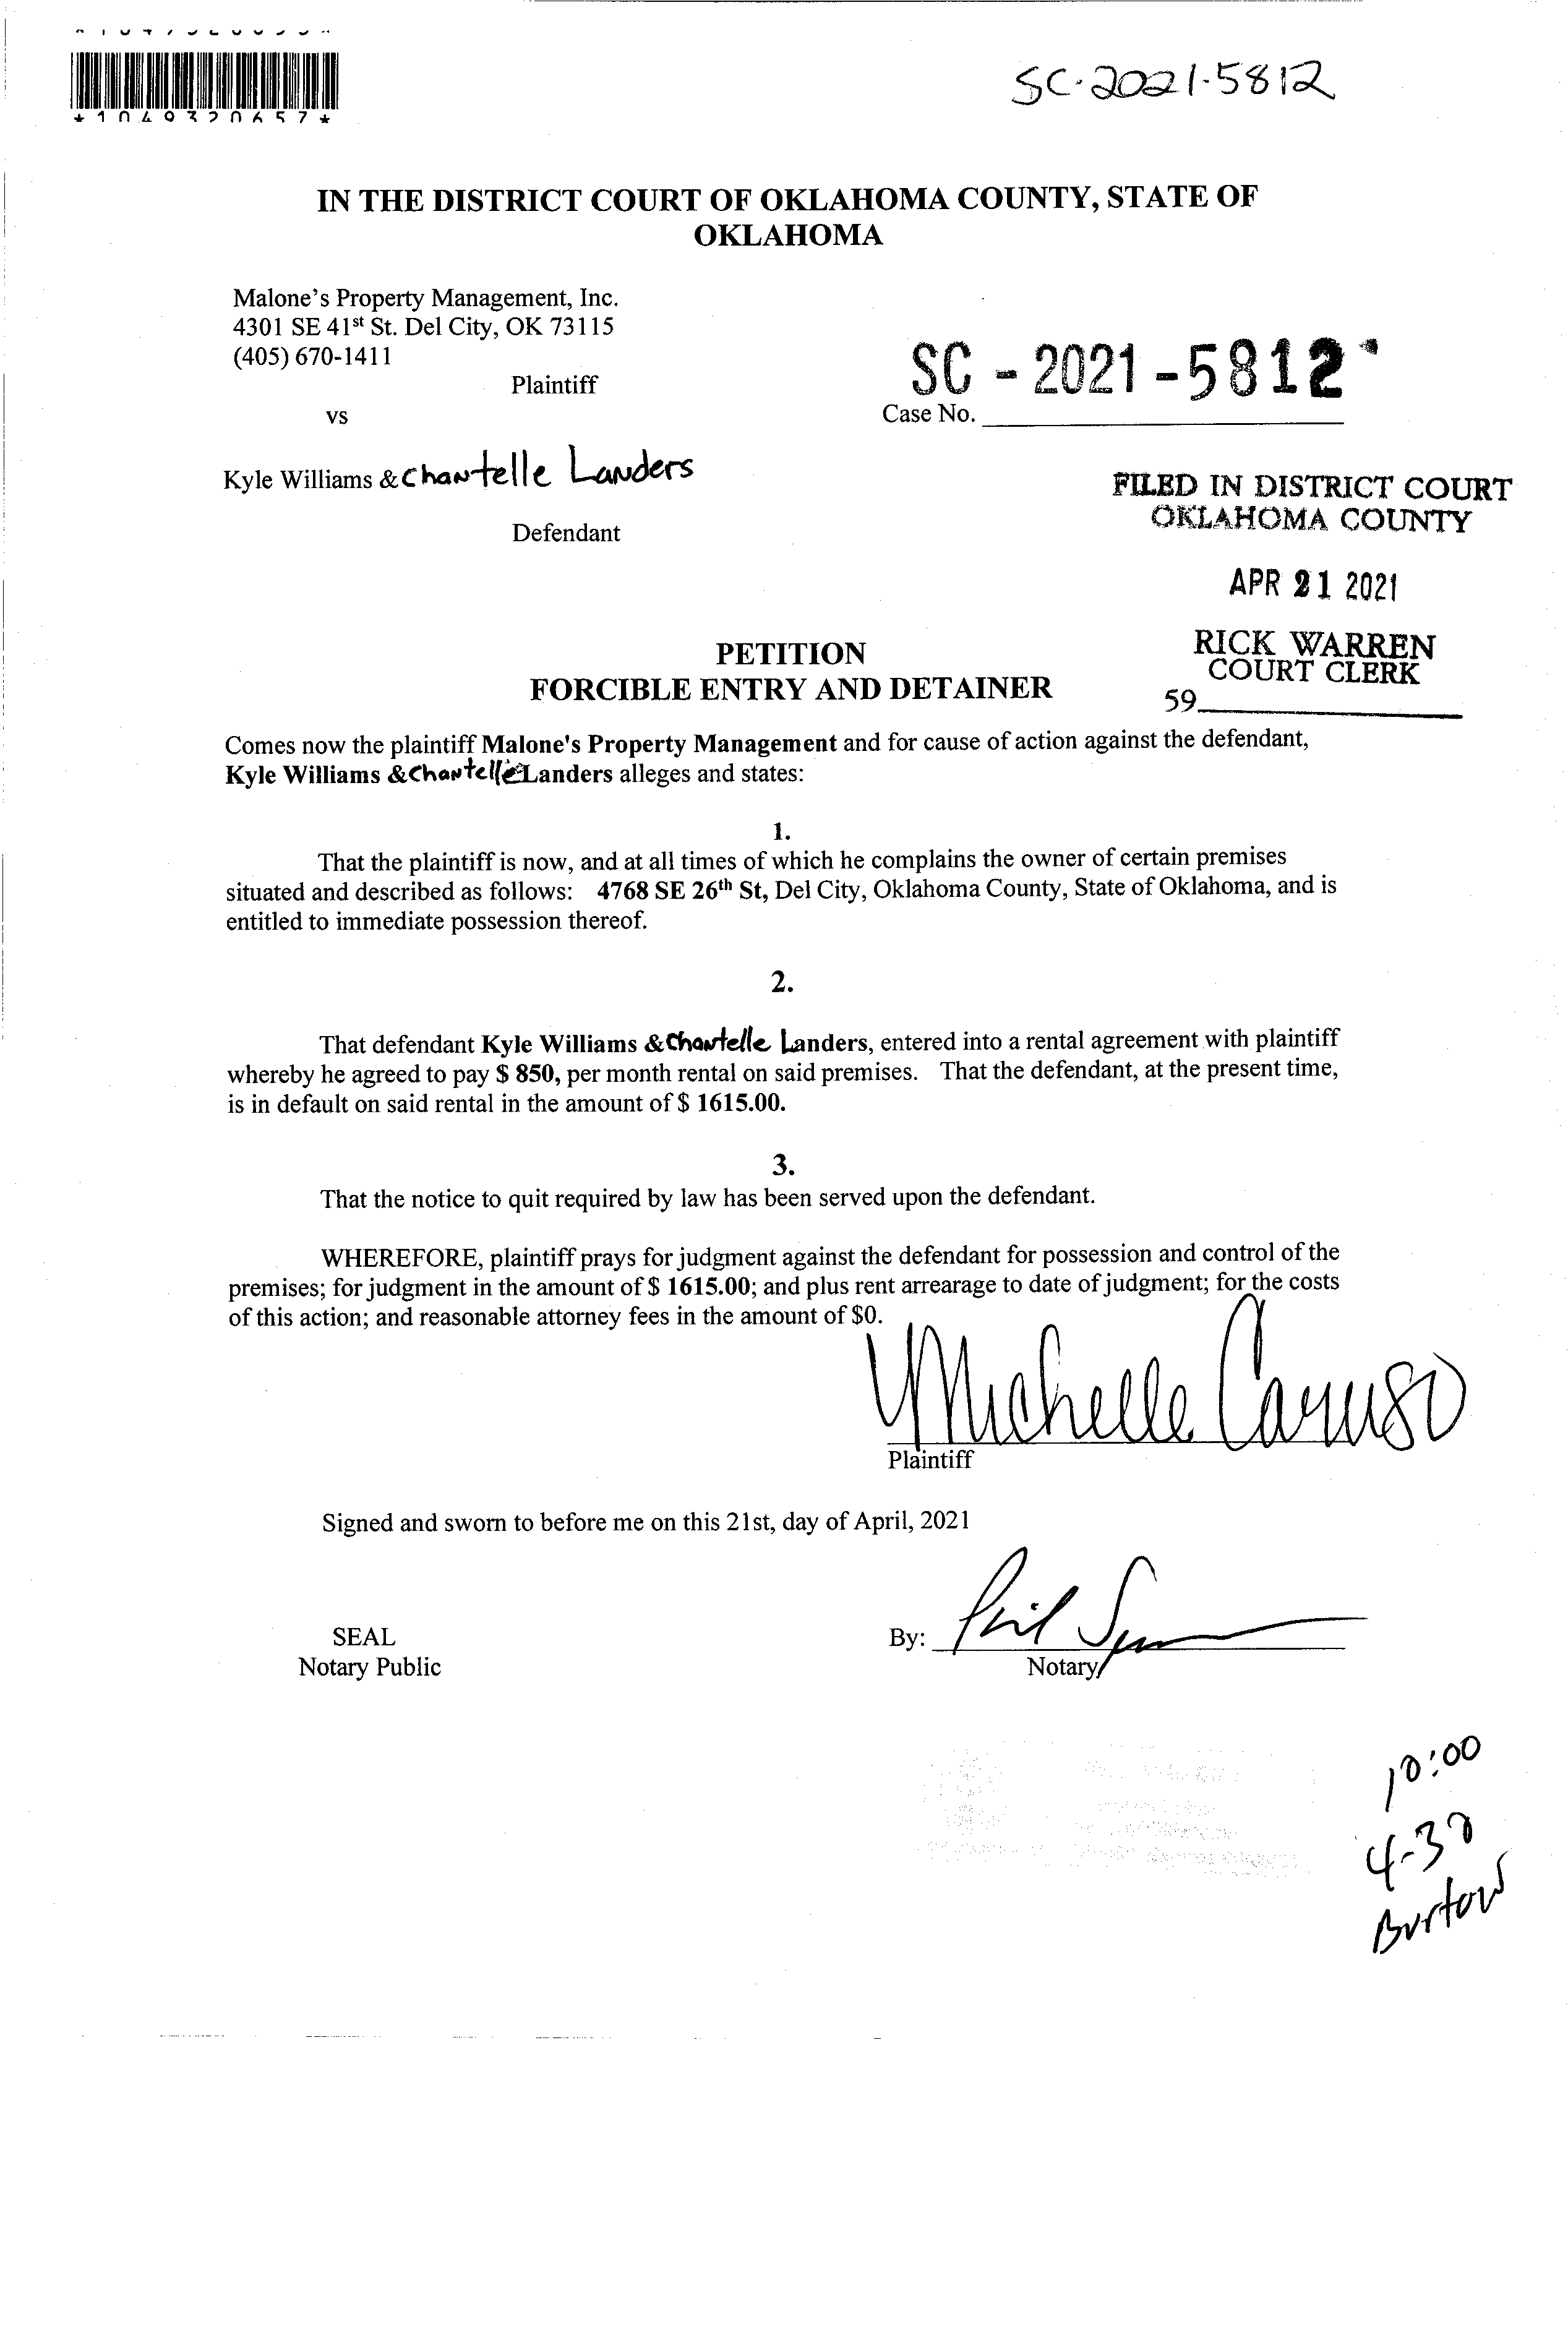 *1049320657*
SC-2021-5812
IN THE DISTRICT COURT OF OKLAHOMA COUNTY, STATE OF
OKLAHOMA
Malone's Property Management, Inc.
4301 SE 41st St. Del City, OK 73115
(405) 670-1411
Plaintiff
SC - 2021 - 5812
vs
Case No.
Kyle Williams & Chantelle Landers
Defendant
FILED IN DISTRICT COURT
OKLAHOMA COUNTY
APR 21 2021
RICK WARREN
COURT CLERK
59
PETITION
FORCIBLE ENTRY AND DETAINER
Comes now the plaintiff Malone's Property Management and for cause of action against the defendant,
Kyle Williams & Chantelle Landers alleges and states:
1.
That the plaintiff is now, and at all times of which he complains the owner of certain premises
situated and described as follows: 4768 SE 26th St, Del City, Oklahoma County, State of Oklahoma, and is
entitled to immediate possession thereof.
2.
That defendant Kyle Williams & Chantelle Landers, entered into a rental agreement with plaintiff
whereby he agreed to pay $ 850, per month rental on said premises. That the defendant, at the present time,
is in default on said rental in the amount of $ 1615.00.
3.
That the notice to quit required by law has been served upon the defendant.
WHEREFORE, plaintiff prays for judgment against the defendant for possession and control of the
premises; for judgment in the amount of $ 1615.00; and plus rent arrearage to date of judgment; for the costs
of this action; and reasonable attorney fees in the amount of $0.
Michelle Caruso
Plaintiff
Signed and sworn to before me on this 21st, day of April, 2021
SEAL
Notary Public
By: Phil
Notary
10:00
4-30
Burton